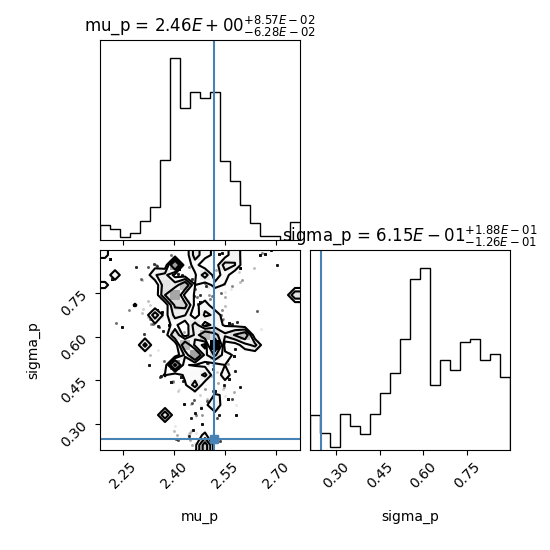 mu_p = 2.46E + 00+8.57E−02 −6.28E−02
sigma_p = 6.15E − 01+1.88E−01 −1.26E−01
sigma_p
0.75
0.60
0.45
0.30
2.25 2.40 2.55 2.70
0.30 0.45 0.60 0.75
mu_p
sigma_p